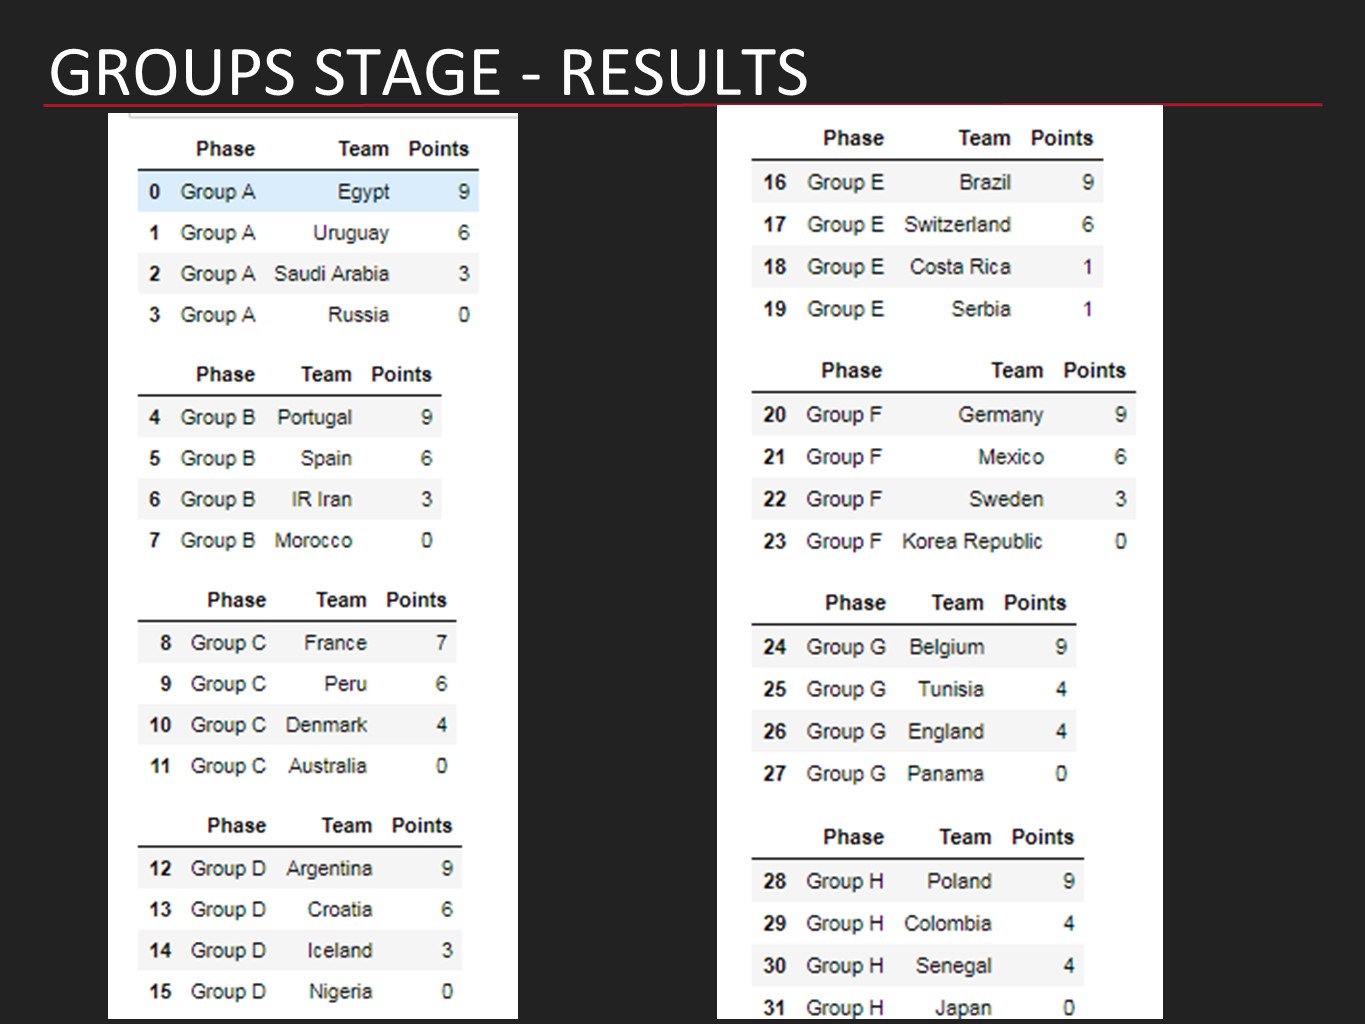 GROUPS STAGE - RESULTS
Phase Team Points
0 Group A Egypt 9
1 Group A Uruguay 6
2 Group A Saudi Arabia 3
3 Group A Russia 0
Phase Team Points
4 Group B Portugal 9
5 Group B Spain 6
6 Group B IR Iran 3
7 Group B Morocco 0
Phase Team Points
8 Group C France 7
9 Group C Peru 6
10 Group C Denmark 4
11 Group C Australia 0
Phase Team Points
12 Group D Argentina 9
13 Group D Croatia 6
14 Group D Iceland 3
15 Group D Nigeria 0
Phase Team Points
16 Group E Brazil 9
17 Group E Switzerland 6
18 Group E Costa Rica 1
19 Group E Serbia 1
Phase Team Points
20 Group F Germany 9
21 Group F Mexico 6
22 Group F Sweden 3
23 Group F Korea Republic 0
Phase Team Points
24 Group G Belgium 9
25 Group G Tunisia 4
26 Group G England 4
27 Group G Panama 0
Phase Team Points
28 Group H Poland 9
29 Group H Colombia 4
30 Group H Senegal 4
31 Group H Japan 0